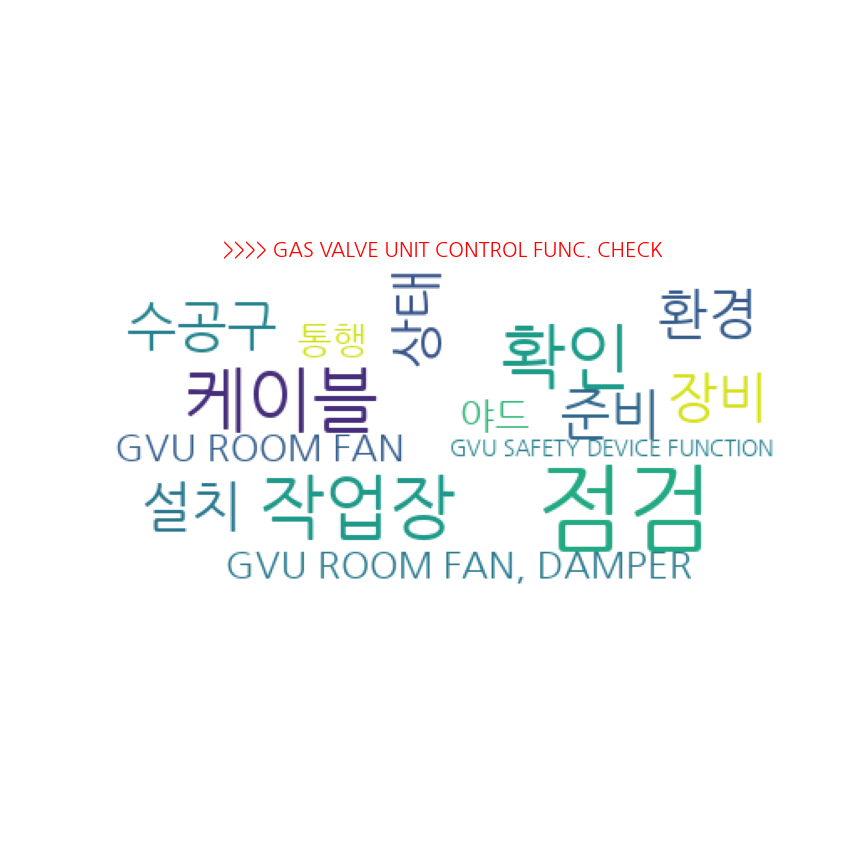 >>>> GAS VALVE UNIT CONTROL FUNC. CHECK
상태
수공구
통행
환경
확인
케이블
야드
준비
장비
GVU ROOM FAN
GVU SAFETY DEVICE FUNCTION
설치
작업장
점검
GVU ROOM FAN, DAMPER